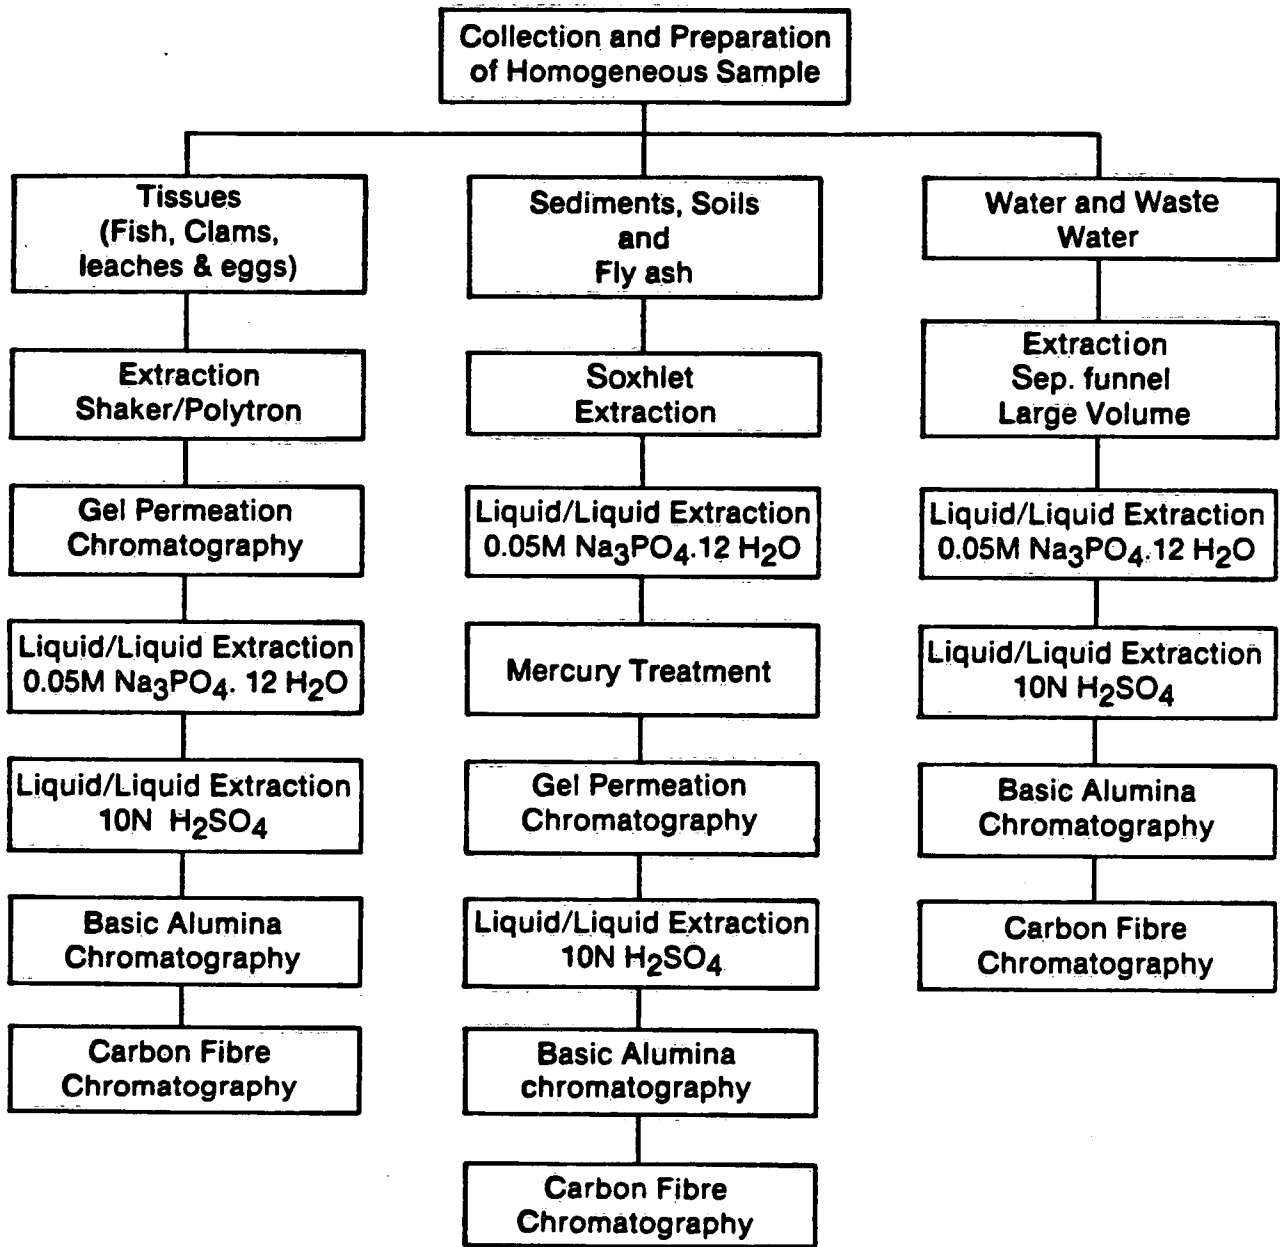 Collection and Preparation
of Homogeneous Sample
Tissues
(Fish, Clams,
leaches & eggs)
Extraction
Shaker/Polytron
Gel Permeation
Chromatography
Liquid/Liquid Extraction
0.05M Na₃PO₄. 12 H₂O
Liquid/Liquid Extraction
10N H₂SO₄
Basic Alumina
Chromatography
Carbon Fibre
Chromatography
Sediments, Soils
and
Fly ash
Soxhlet
Extraction
Liquid/Liquid Extraction
0.05M Na₃PO₄.12 H₂O
Mercury Treatment
Gel Permeation
Chromatography
Liquid/Liquid Extraction
10N H₂SO₄
Basic Alumina
chromatography
Carbon Fibre
Chromatography
Water and Waste
Water
Extraction
Sep. funnel
Large Volume
Liquid/Liquid Extraction
0.05M Na₃PO₄.12 H₂O
Liquid/Liquid Extraction
10N H₂SO₄
Basic Alumina
Chromatography
Carbon Fibre
Chromatography